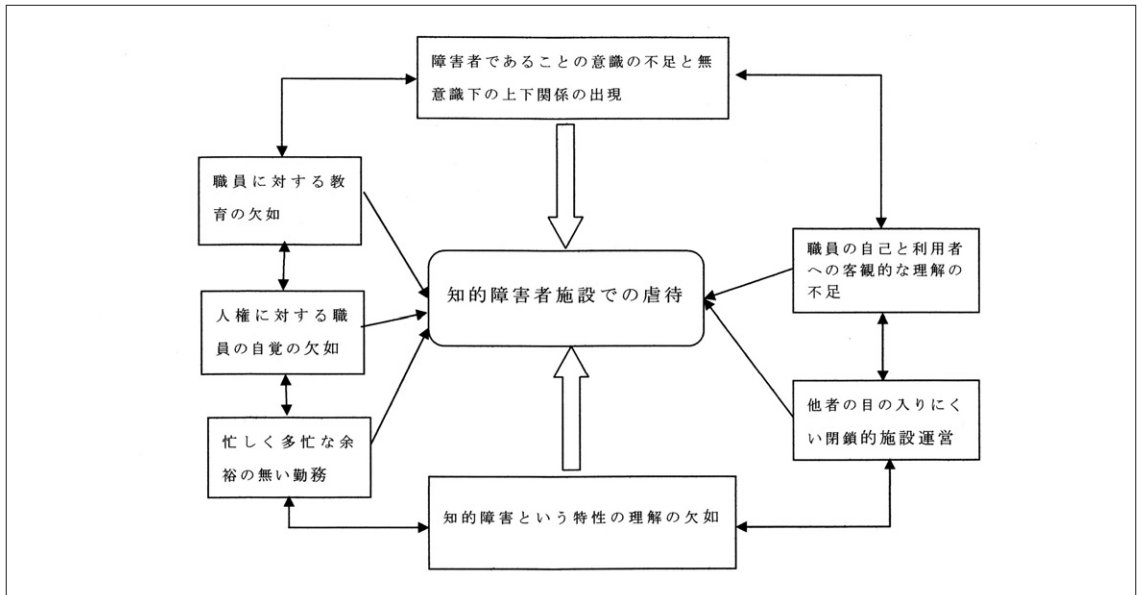 障害者であることの意識の不足と無
意識下の上下関係の出現
職員に対する教
育の欠如
職員の自己と利用者
への客観的な理解の
不足
知的障害者施設での虐待
人権に対する職
員の自覚の欠如
他者の目の入りにく
い閉鎖的施設運営
忙しく多忙な余
裕の無い勤務
知的障害という特性の理解の欠如